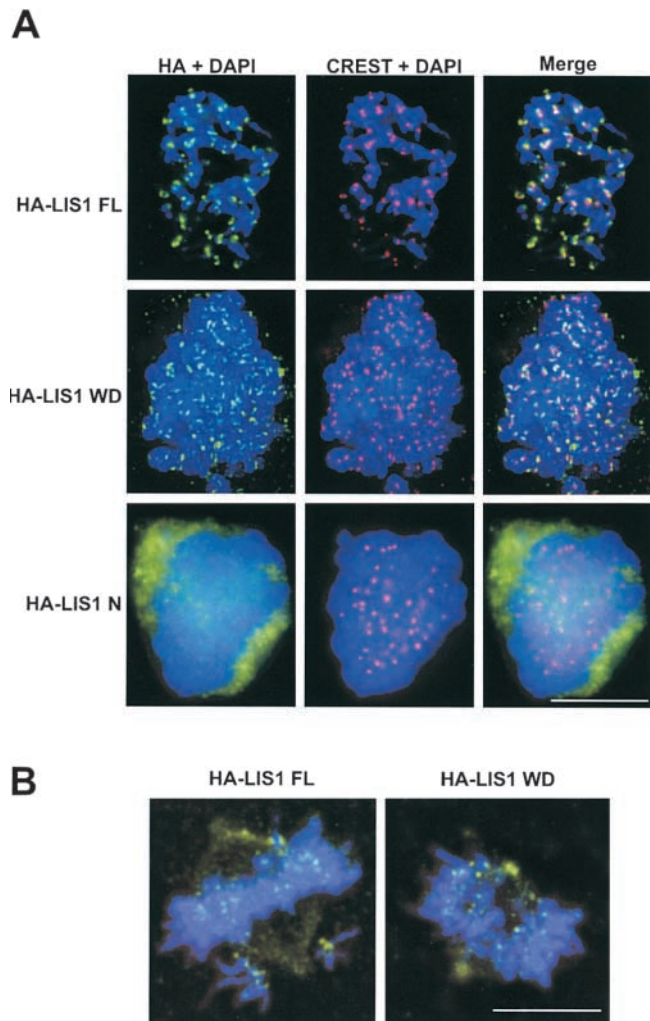 A
HA + DAPI CREST + DAPI Merge
HA-LIS1 FL
HA-LIS1 WD
HA-LIS1 N
B
HA-LIS1 FL HA-LIS1 WD